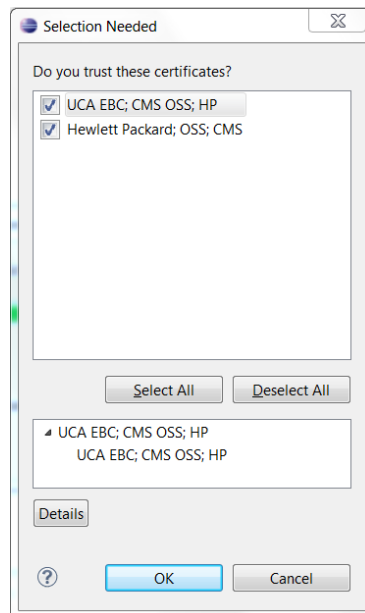 Selection Needed
Do you trust these certificates?
UCA EBC; CMS OSS; HP
Hewlett Packard; OSS; CMS
Select All
Deselect All
UCA EBC; CMS OSS; HP
UCA EBC; CMS OSS; HP
Details
?
OK
Cancel